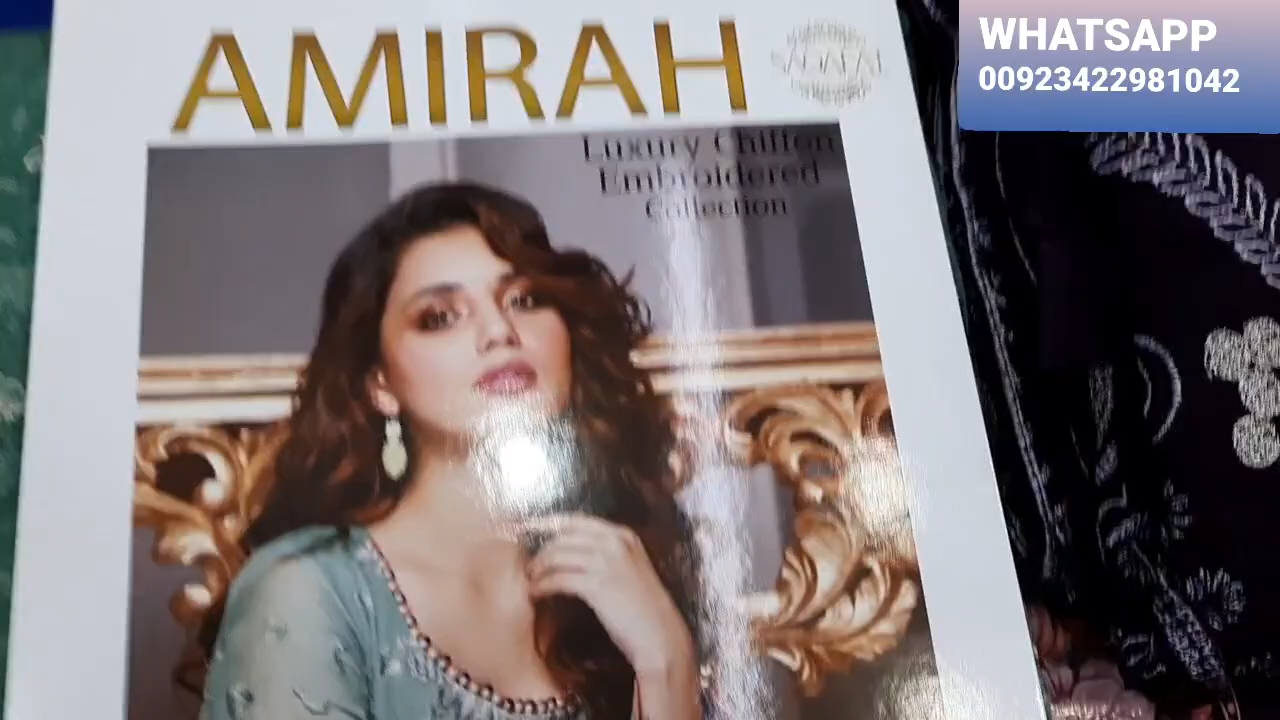 AMIRAH
Luxury Chiffon
Embroidered
Collection
WHATSAPP
00923422981042